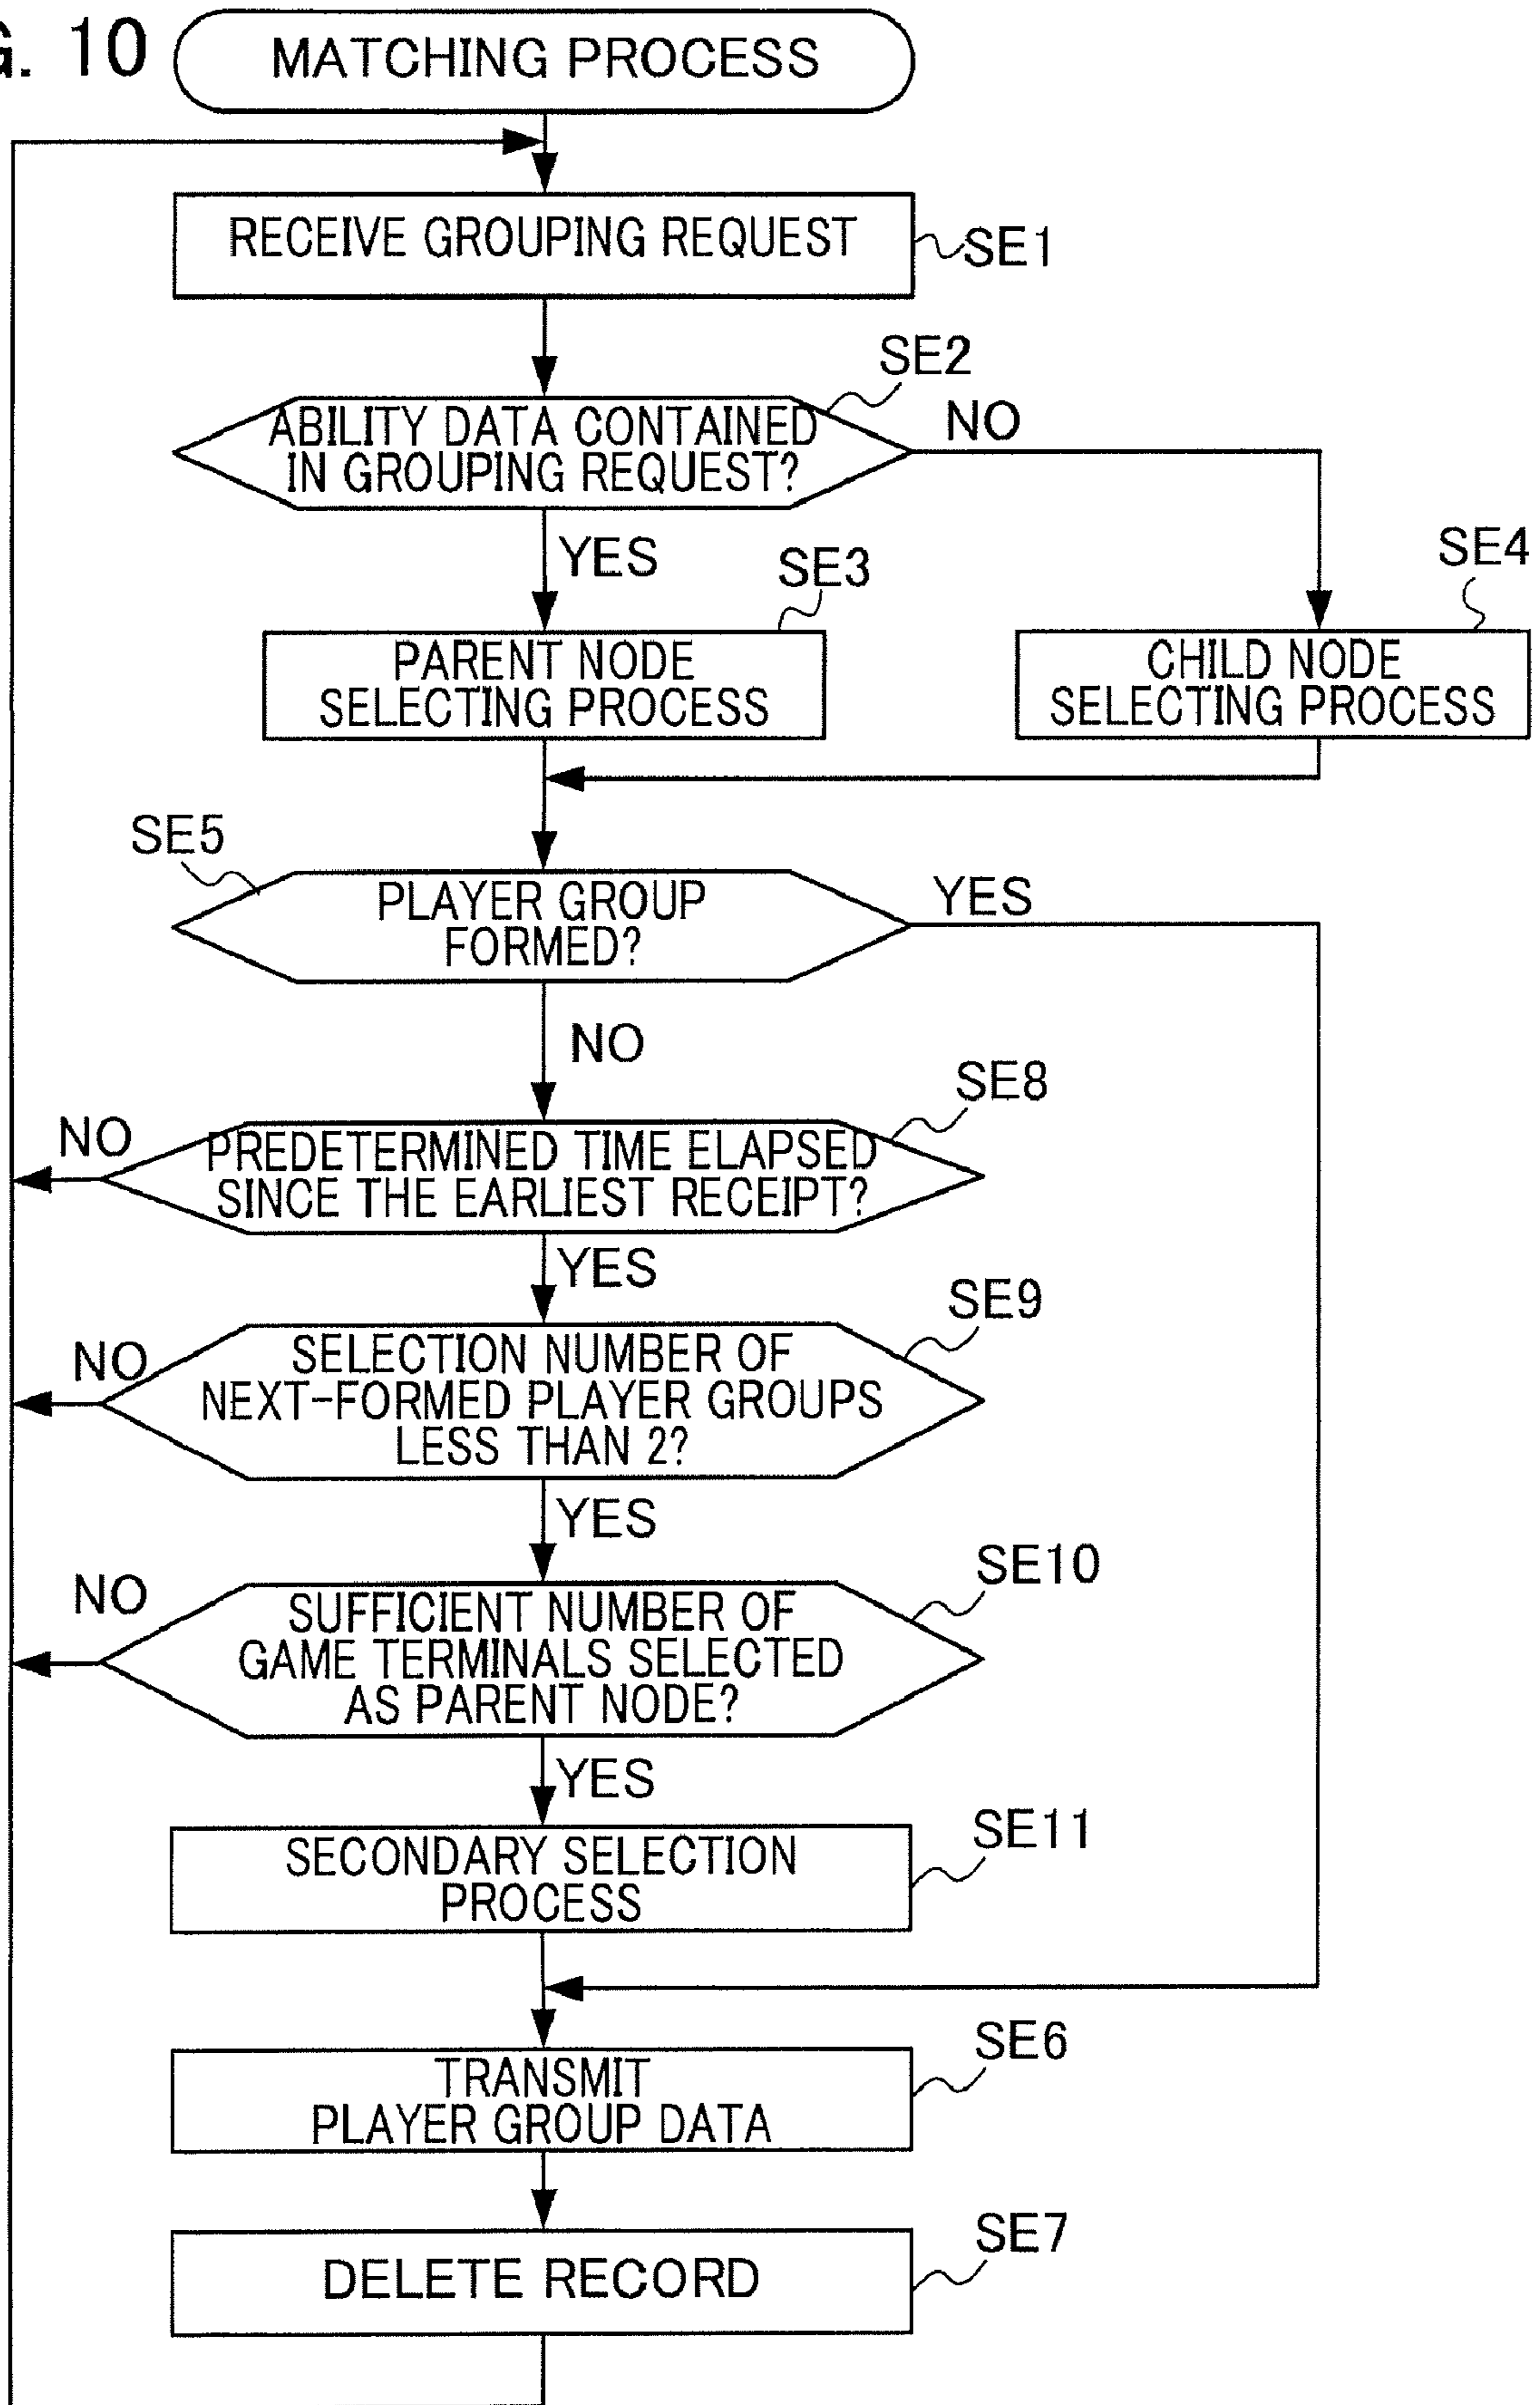 G. 10
MATCHING PROCESS
RECEIVE GROUPING REQUEST
SE1
SE2
ABILITY DATA CONTAINED
IN GROUPING REQUEST?
NO
YES
SE3
SE4
PARENT NODE
SELECTING PROCESS
CHILD NODE
SELECTING PROCESS
SE5
PLAYER GROUP
FORMED?
YES
NO
SE8
NO
PREDETERMINED TIME ELAPSED
SINCE THE EARLIEST RECEIPT?
YES
SE9
NO
SELECTION NUMBER OF
NEXT-FORMED PLAYER GROUPS
LESS THAN 2?
YES
SE10
NO
SUFFICIENT NUMBER OF
GAME TERMINALS SELECTED
AS PARENT NODE?
YES
SE11
SECONDARY SELECTION
PROCESS
SE6
TRANSMIT
PLAYER GROUP DATA
SE7
DELETE RECORD